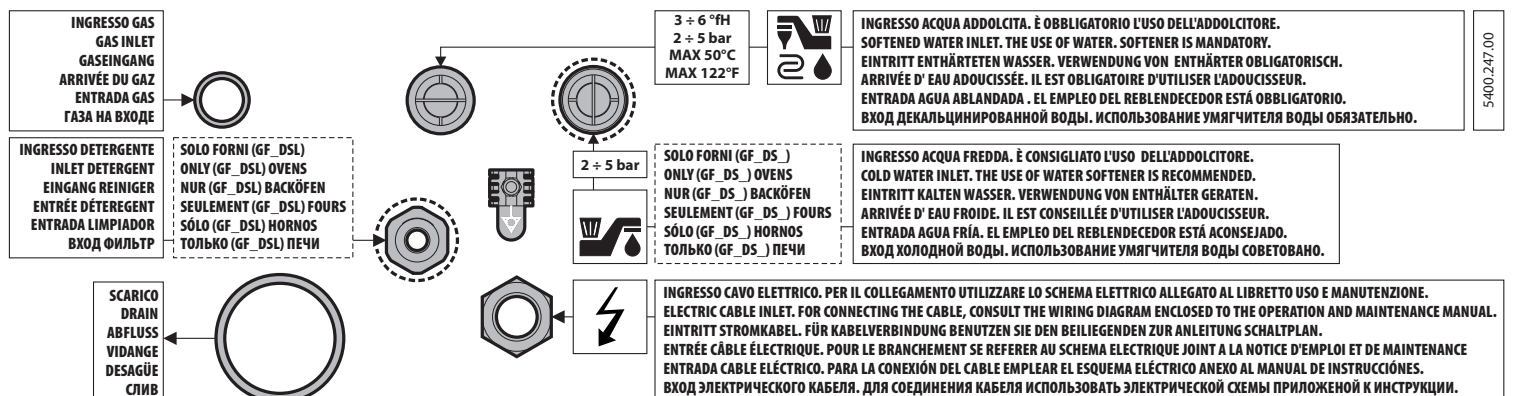 INGRESSO GAS
GAS INLET
GASEINGANG
ARRIVÉE DU GAZ
ENTRADA GAS
ГАЗА НА ВХОДЕ
3 ÷ 6 °fH
2 ÷ 5 bar
MAX 50°C
MAX 122°F
INGRESSO ACQUA ADDOLCITA. È OBBLIGATORIO L'USO DELL'ADDOLCITORE.
SOFTENED WATER INLET. THE USE OF WATER. SOFTENER IS MANDATORY.
EINTRITT ENTHÄRTETEN WASSER. VERWENDUNG VON ENTHÄRTER OBLIGATORISCH.
ARRIVÉE D' EAU ADOUCISSÉE. IL EST OBLIGATOIRE D'UTILISER L'ADOUCISSEUR.
ENTRADA AGUA ABLANDADA . EL EMPLEO DEL REBLENDECEDOR ESTÁ OBBLIGATORIO.
ВХОД ДЕКАЛЬЦИНИРОВАННОЙ ВОДЫ. ИСПОЛЬЗОВАНИЕ УМЯГЧИТЕЛЯ ВОДЫ ОБЯЗАТЕЛЬНО.
5400.247.00
INGRESSO DETERGENTE
INLET DETERGENT
EINGANG REINIGER
ENTRÉE DÉTEREGENT
ENTRADA LIMPIADOR
ВХОД ФИЛЬТР
SOLO FORNI (GF_DSL)
ONLY (GF_DSL) OVENS
NUR (GF_DSL) BACKÖFEN
SEULEMENT (GF_DSL) FOURS
SÓLO (GF_DSL) HORNOS
ТОЛЬКО (GF_DSL) ПЕЧИ
2 ÷ 5 bar
SOLO FORNI (GF_DS_)
ONLY (GF_DS_) OVENS
NUR (GF_DS_) BACKÖFEN
SEULEMENT (GF_DS_) FOURS
SÓLO (GF_DS_) HORNOS
ТОЛЬКО (GF_DS_) ПЕЧИ
INGRESSO ACQUA FREDDA. È CONSIGLIATO L'USO DELL'ADDOLCITORE.
COLD WATER INLET. THE USE OF WATER SOFTENER IS RECOMMENDED.
EINTRITT KALTEN WASSER. VERWENDUNG VON ENTHÄLTER GERATEN.
ARRIVÉE D' EAU FROIDE. IL EST CONSEILLÉE D'UTILISER L'ADOUCISSEUR.
ENTRADA AGUA FRÍA. EL EMPLEO DEL REBLENDECEDOR ESTÁ ACONSEJADO.
ВХОД ХОЛОДНОЙ ВОДЫ. ИСПОЛЬЗОВАНИЕ УМЯГЧИТЕЛЯ ВОДЫ СОВЕТОВАНО.
SCARICO
DRAIN
ABFLUSS
VIDANGE
DESAGÜE
СЛИВ
INGRESSO CAVO ELETTRICO. PER IL COLLEGAMENTO UTILIZZARE LO SCHEMA ELETTRICO ALLEGATO AL LIBRETTO USO E MANUTENZIONE.
ELECTRIC CABLE INLET. FOR CONNECTING THE CABLE, CONSULT THE WIRING DIAGRAM ENCLOSED TO THE OPERATION AND MAINTENANCE MANUAL.
EINTRITT STROMKABEL. FÜR KABELVERBINDUNG BENUTZEN SIE DEN BEILIEGENDEN ZUR ANLEITUNG SCHALTPLAN.
ENTRÉE CÂBLE ÉLECTRIQUE. POUR LE BRANCHEMENT SE REFERER AU SCHEMA ELECTRIQUE JOINT A LA NOTICE D'EMPLOI ET DE MAINTENANCE
ENTRADA CABLE ELÉCTRICO. PARA LA CONEXIÓN DEL CABLE EMPLEAR EL ESQUEMA ELÉCTRICO ANEXO AL MANUAL DE INSTRUCCIÓNES.
ВХОД ЭЛЕКТРИЧЕСКОГО КАБЕЛЯ. ДЛЯ СОЕДИНЕНИЯ КАБЕЛЯ ИСПОЛЬЗОВАТЬ ЭЛЕКТРИЧЕСКОЙ СХЕМЫ ПРИЛОЖЕНОЙ К ИНСТРУКЦИИ.